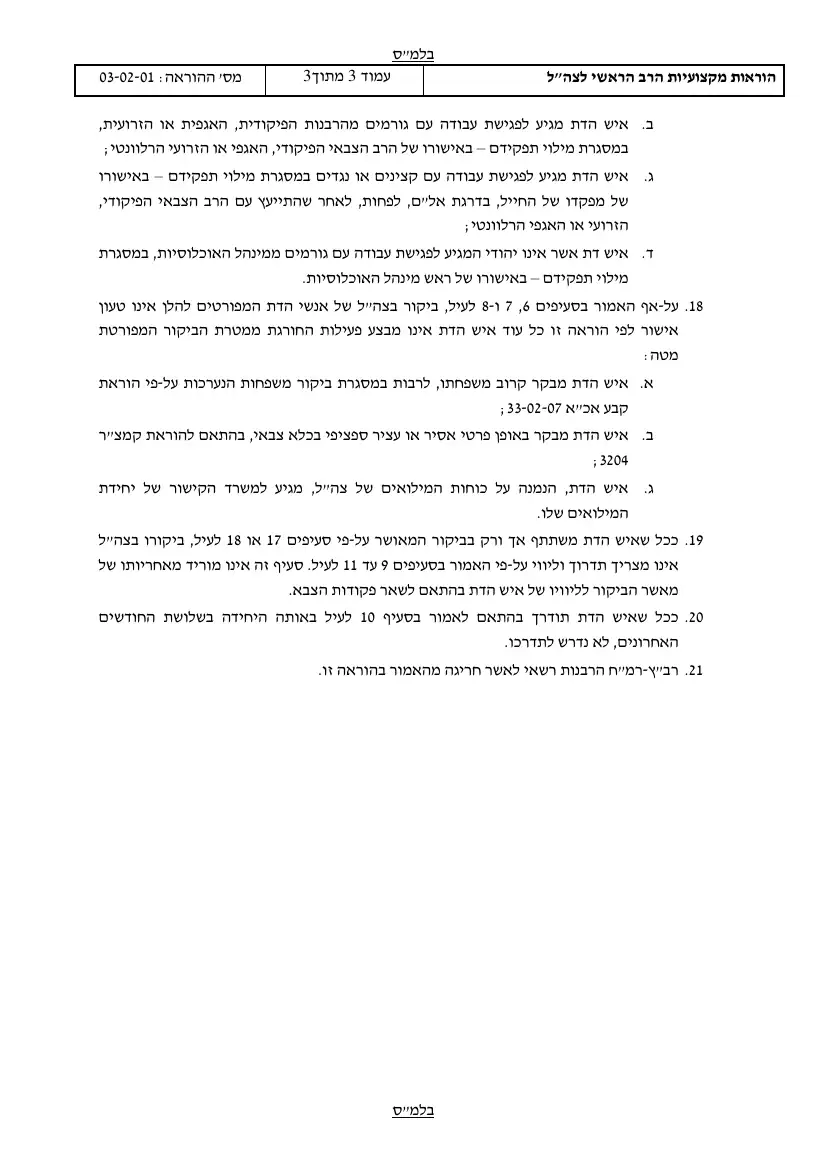 בלמ״ס
הוראות מקצועיות הרב הראשי לצה״ל עמוד 3 מתוך3 מס׳ ההוראה: 03-02-01
ב. איש הדת מגיע לפגישת עבודה עם גורמים מהרבנות הפיקודית, האגפית או הזרועית,
במסגרת מילוי תפקידם – באישורו של הרב הצבאי הפיקודי, האגפי או הזרועי הרלוונטי;
ג. איש הדת מגיע לפגישת עבודה עם קצינים או נגדים במסגרת מילוי תפקידם – באישורו
של מפקדו של החייל, בדרגת אל״ם, לפחות, לאחר שהתייעץ עם הרב הצבאי הפיקודי,
הזרועי או האגפי הרלוונטי;
ד. איש דת אשר אינו יהודי המגיע לפגישת עבודה עם גורמים ממינהל האוכלוסיות, במסגרת
מילוי תפקידם – באישורו של ראש מינהל האוכלוסיות.
18. על-אף האמור בסעיפים 6, 7 ו-8 לעיל, ביקור בצה״ל של אנשי הדת המפורטים להלן אינו טעון
אישור לפי הוראה זו כל עוד איש הדת אינו מבצע פעילות החורגת ממטרת הביקור המפורטת
מטה:
א. איש הדת מבקר קרוב משפחתו, לרבות במסגרת ביקור משפחות הנערכות על-פי הוראת
קבע אכ״א 33-02-07;
ב. איש הדת מבקר באופן פרטי אסיר או עציר ספציפי בכלא צבאי, בהתאם להוראת קמצ״ר
3204;
ג. איש הדת, הנמנה על כוחות המילואים של צה״ל, מגיע למשרד הקישור של יחידת
המילואים שלו.
19. ככל שאיש הדת משתתף אך ורק בביקור המאושר על-פי סעיפים 17 או 18 לעיל, ביקורו בצה״ל
אינו מצריך תדרוך וליווי על-פי האמור בסעיפים 9 עד 11 לעיל. סעיף זה אינו מוריד מאחריותו של
מאשר הביקור לליוויו של איש הדת בהתאם לשאר פקודות הצבא.
20. ככל שאיש הדת תודרך בהתאם לאמור בסעיף 10 לעיל באותה היחידה בשלושת החודשים
האחרונים, לא נדרש לתדרכו.
21. רב״ץ-רמ״ח הרבנות רשאי לאשר חריגה מהאמור בהוראה זו.
בלמ״ס